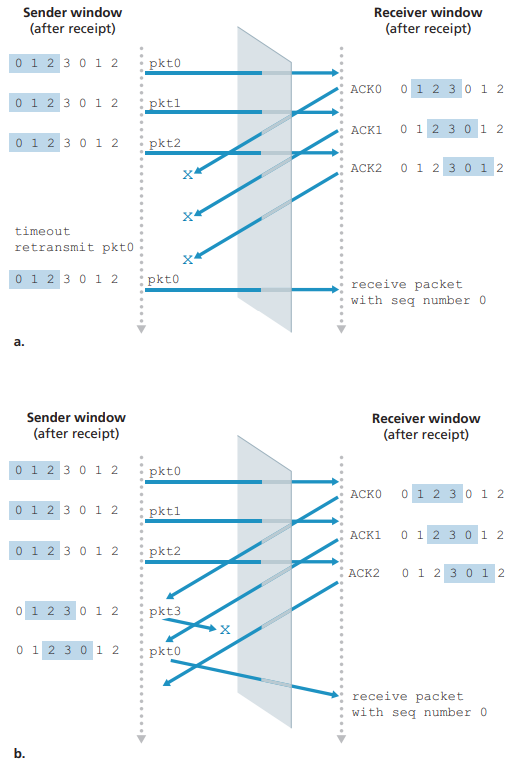 Sender window Receiver window
(after receipt) (after receipt)
0 1 2 3 0 1 2 pkt0
ACK0 0 1 2 3 0 1 2
0 1 2 3 0 1 2 pkt1
ACK1 0 1 2 3 0 1 2
0 1 2 3 0 1 2 pkt2
ACK2 0 1 2 3 0 1 2
X
X
timeout
retransmit pkt0
X
0 1 2 3 0 1 2 pkt0
receive packet
with seq number 0
a.
Sender window Receiver window
(after receipt) (after receipt)
0 1 2 3 0 1 2 pkt0
ACK0 0 1 2 3 0 1 2
0 1 2 3 0 1 2 pkt1
ACK1 0 1 2 3 0 1 2
0 1 2 3 0 1 2 pkt2
ACK2 0 1 2 3 0 1 2
0 1 2 3 0 1 2 pkt3
X
0 1 2 3 0 1 2 pkt0
receive packet
with seq number 0
b.